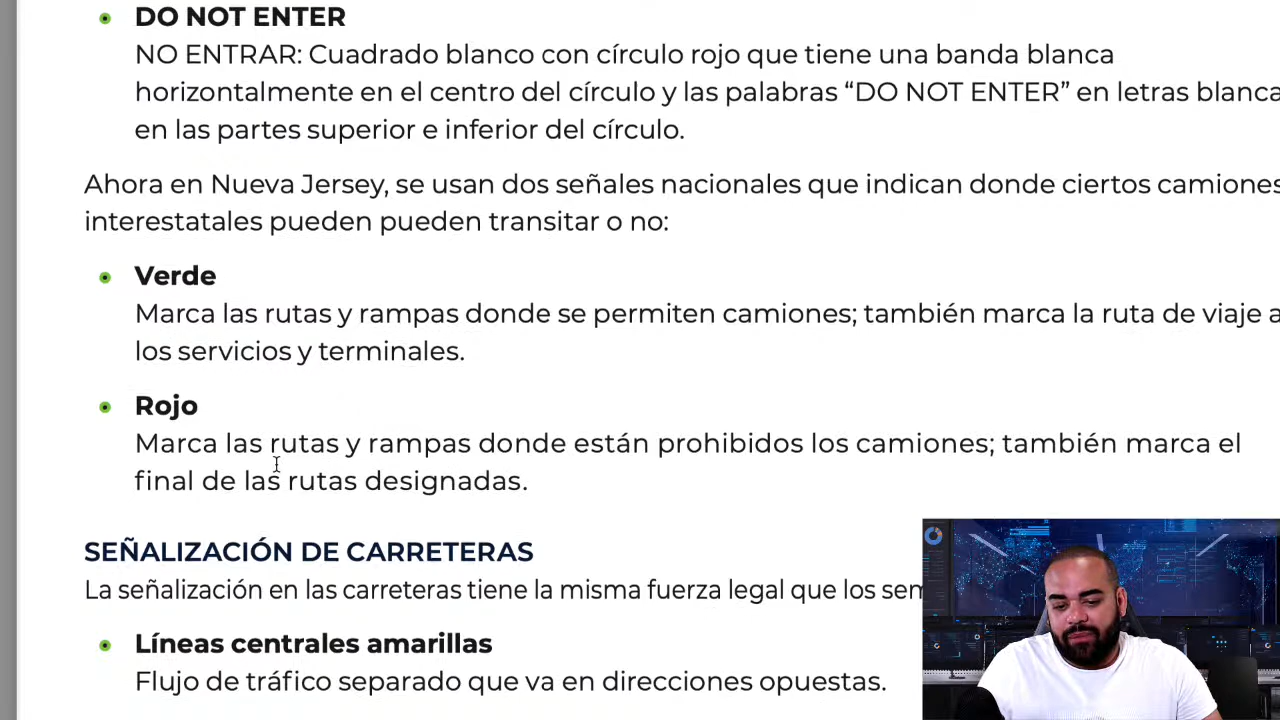 DO NOT ENTER
NO ENTRAR: Cuadrado blanco con círculo rojo que tiene una banda blanca
horizontalmente en el centro del círculo y las palabras “DO NOT ENTER” en letras
en las partes superior e inferior del círculo.
Ahora en Nueva Jersey, se usan dos señales nacionales que indican donde ciertos camiones
interestatales pueden pueden transitar o no:
Verde
Marca las rutas y rampas donde se permiten camiones; también marca la ruta de viaje a
los servicios y terminales.
Rojo
Marca las rutas y rampas donde están prohibidos los camiones; también marca el
final de las rutas designadas.
SEÑALIZACIÓN DE CARRETERAS
La señalización en las carreteras tiene la misma fuerza legal que los
Líneas centrales amarillas
Flujo de tráfico separado que va en direcciones opuestas.